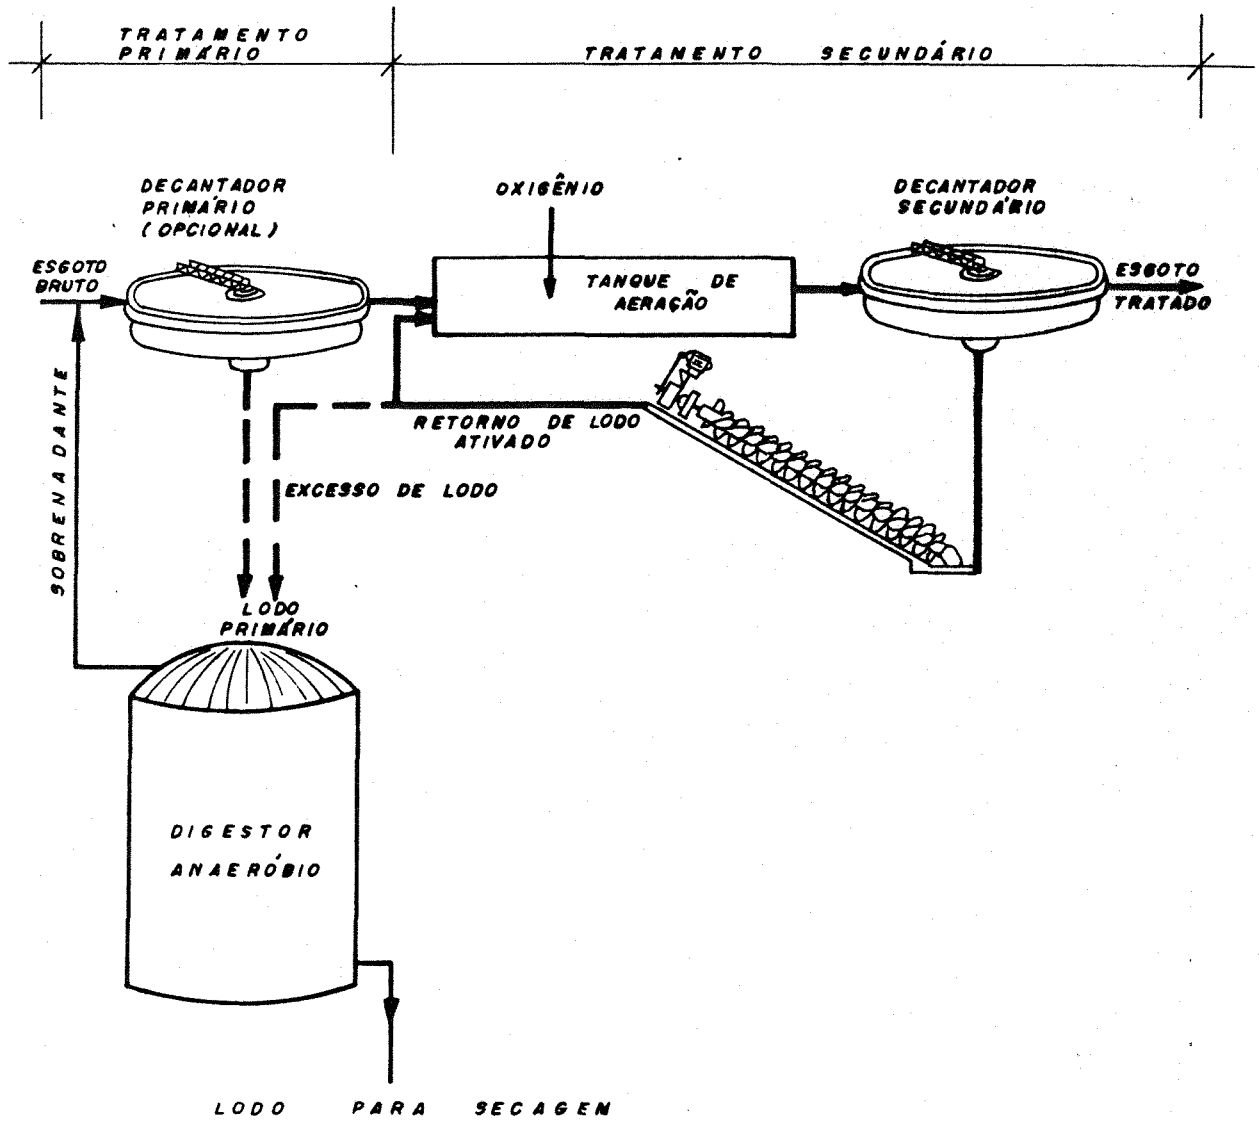 TRATAMENTO
PRIMÁRIO
TRATAMENTO SECUNDÁRIO
DECANTADOR
PRIMÁRIO
(OPCIONAL)
OXIGÊNIO
DECANTADOR
SECUNDÁRIO
ESGOTO
BRUTO
TANQUE DE
AERAÇÃO
ESGOTO
TRATADO
SOBRENADANTE
RETORNO DE LODO
ATIVADO
EXCESSO DE LODO
LODO
PRIMÁRIO
DIGESTOR
ANAERÓBIO
LODO PARA SECAGEM